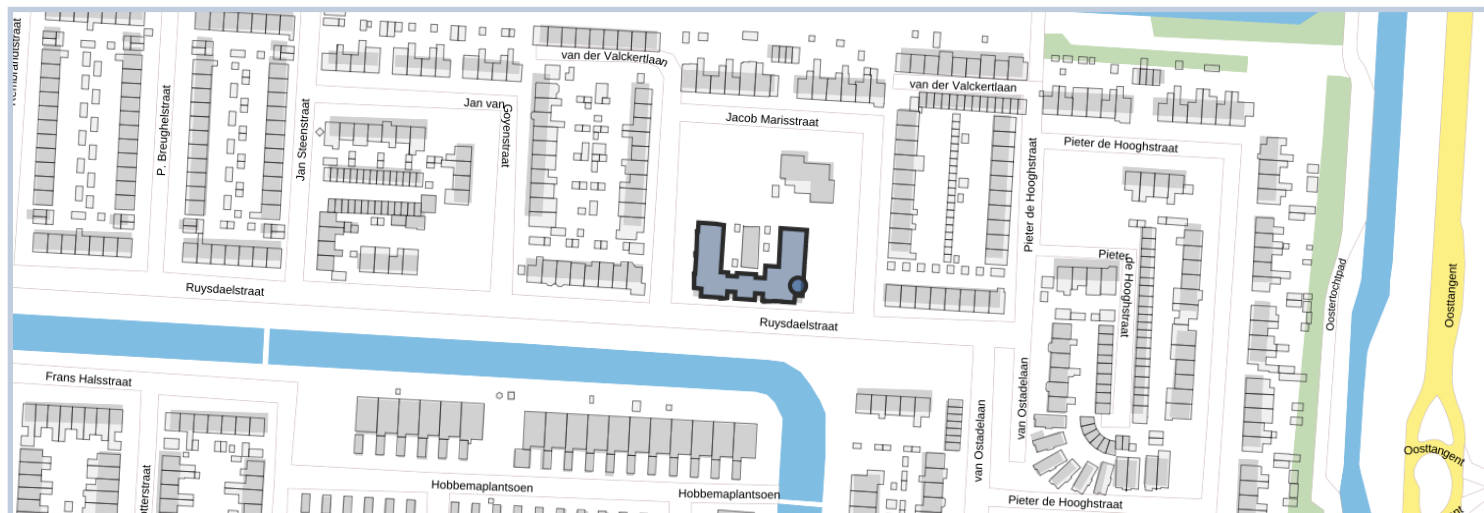 Rembrandtstraat
van der Valckertlaan
van der Valckertlaan
P. Breughelstraat
Jan Steenstraat
Jan van
Goyenstraat
Jacob Marisstraat
Pieter de Hooghstraat
Pieter de Hooghstraat
Pieter
de Hooghstraat
Oostertochtpad
Oosttangent
Ruysdaelstraat
Ruysdaelstraat
Frans Halsstraat
van Ostadelaan
van Ostadelaan
Oosttangent
otterstraat
Hobbemaplantsoen
Hobbemaplantsoen
Pieter de Hooghstraat